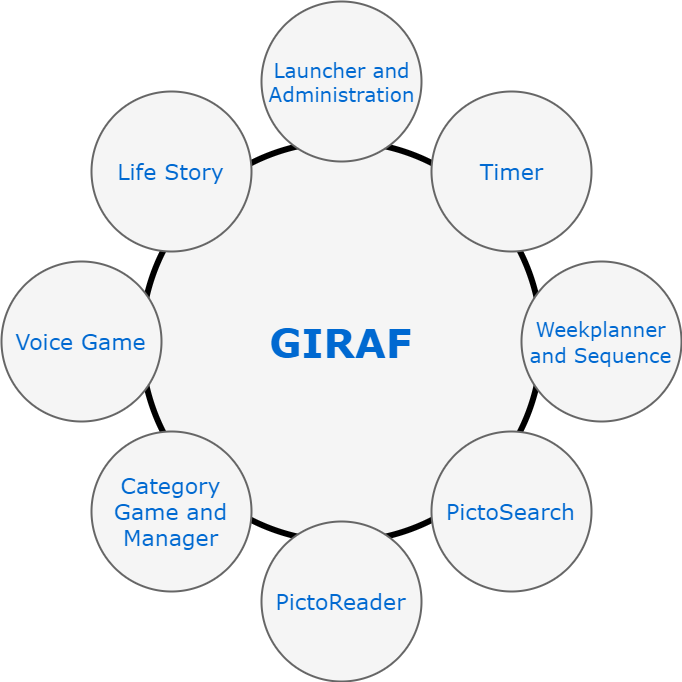 Launcher and
Administration
Life Story
Timer
Voice Game
GIRAF
Weekplanner
and Sequence
Category
Game and
Manager
PictoSearch
PictoReader